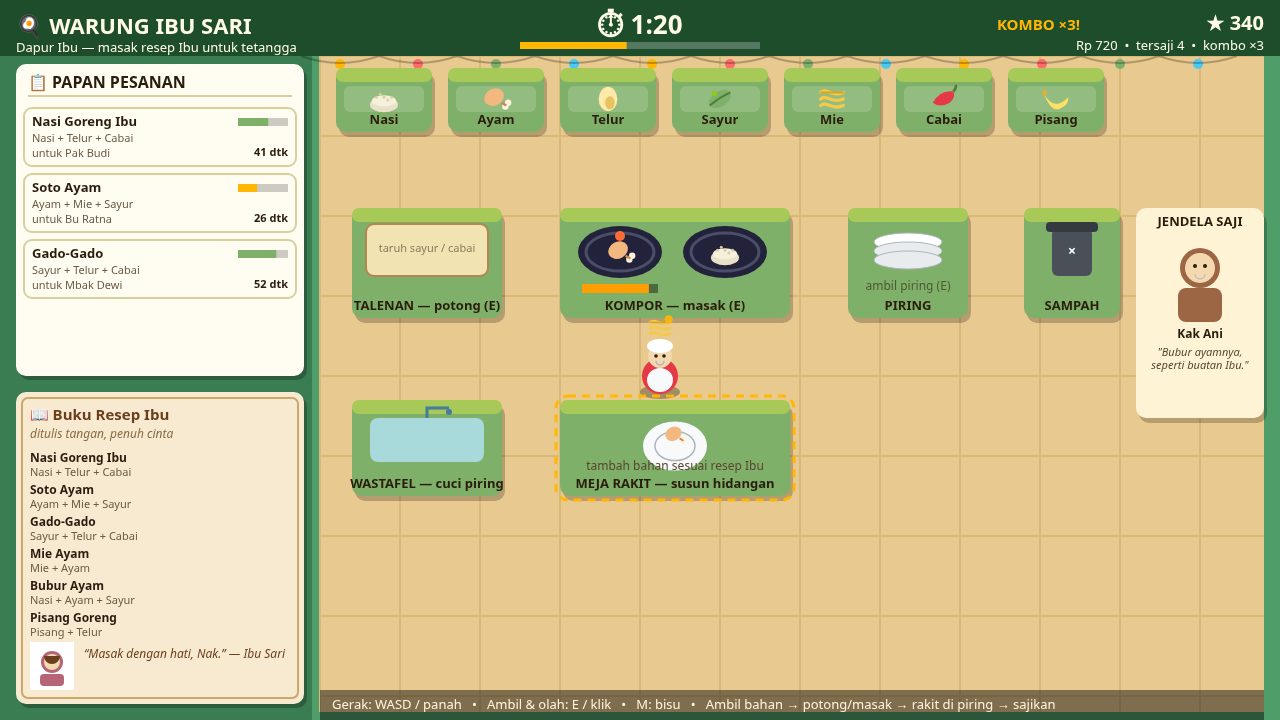 WARUNG IBU SARI
Dapur Ibu — masak resep Ibu untuk tetangga
1:20
KOMBO ×3!
★ 340
Rp 720 • tersaji 4 • kombo ×3
PAPAN PESANAN
Nasi Goreng Ibu
Nasi + Telur + Cabai
untuk Pak Budi
41 dtk
Soto Ayam
Ayam + Mie + Sayur
untuk Bu Ratna
26 dtk
Gado-Gado
Sayur + Telur + Cabai
untuk Mbak Dewi
52 dtk
Buku Resep Ibu
ditulis tangan, penuh cinta
Nasi Goreng Ibu
Nasi + Telur + Cabai
Soto Ayam
Ayam + Mie + Sayur
Gado-Gado
Sayur + Telur + Cabai
Mie Ayam
Mie + Ayam
Bubur Ayam
Nasi + Ayam + Sayur
Pisang Goreng
Pisang + Telur
“Masak dengan hati, Nak.” — Ibu Sari
Nasi
Ayam
Telur
Sayur
Mie
Cabai
Pisang
taruh sayur / cabai
TALENAN — potong (E)
KOMPOR — masak (E)
ambil piring (E)
PIRING
×
SAMPAH
JENDELA SAJI
Kak Ani
"Bubur ayamnya,
seperti buatan Ibu."
WASTAFEL — cuci piring
tambah bahan sesuai resep Ibu
MEJA RAKIT — susun hidangan
Gerak: WASD / panah • Ambil & olah: E / klik • M: bisu • Ambil bahan → potong/masak → rakit di piring → sajikan